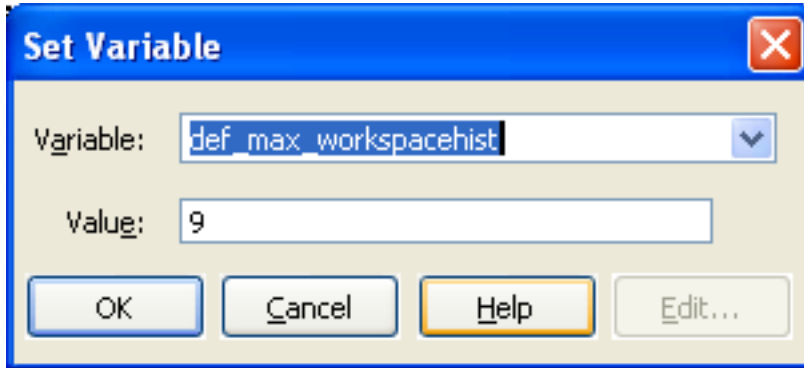 Set Variable
Variable: def_max_workspacehist
Value: 9
OK Cancel Help Edit...